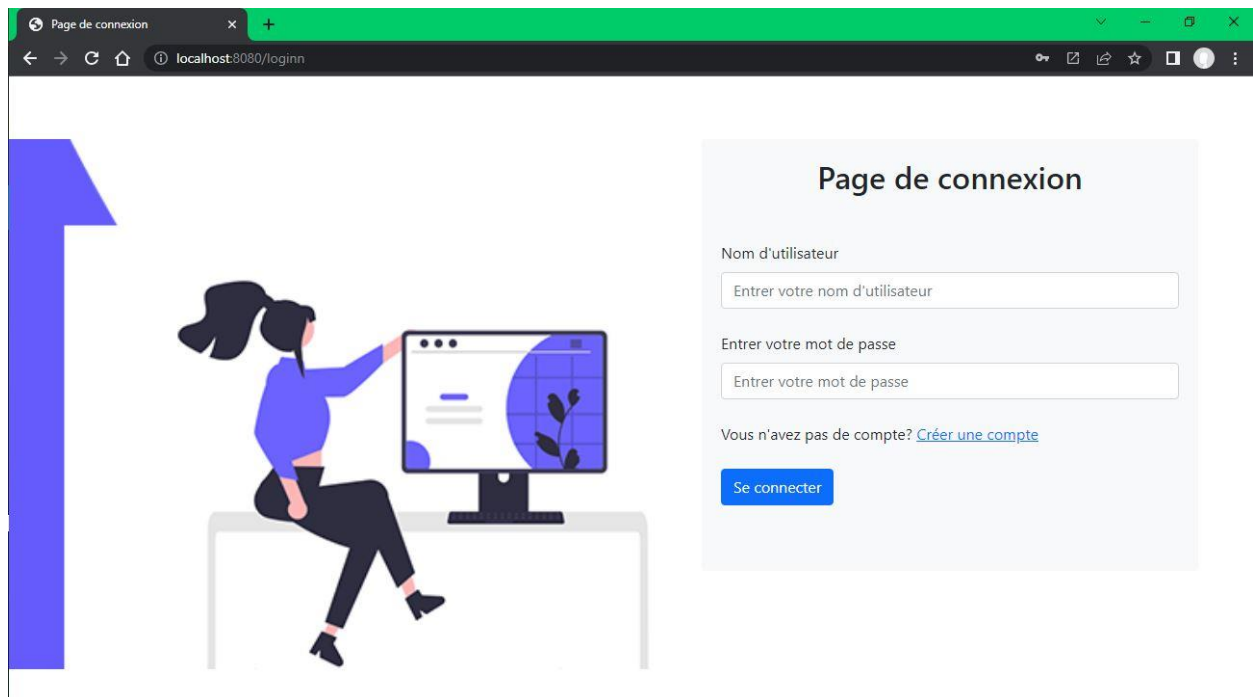 Page de connexion
localhost:8080/loginn
Page de connexion
Nom d'utilisateur
Entrer votre nom d'utilisateur
Entrer votre mot de passe
Entrer votre mot de passe
Vous n'avez pas de compte? Créer une compte
Se connecter